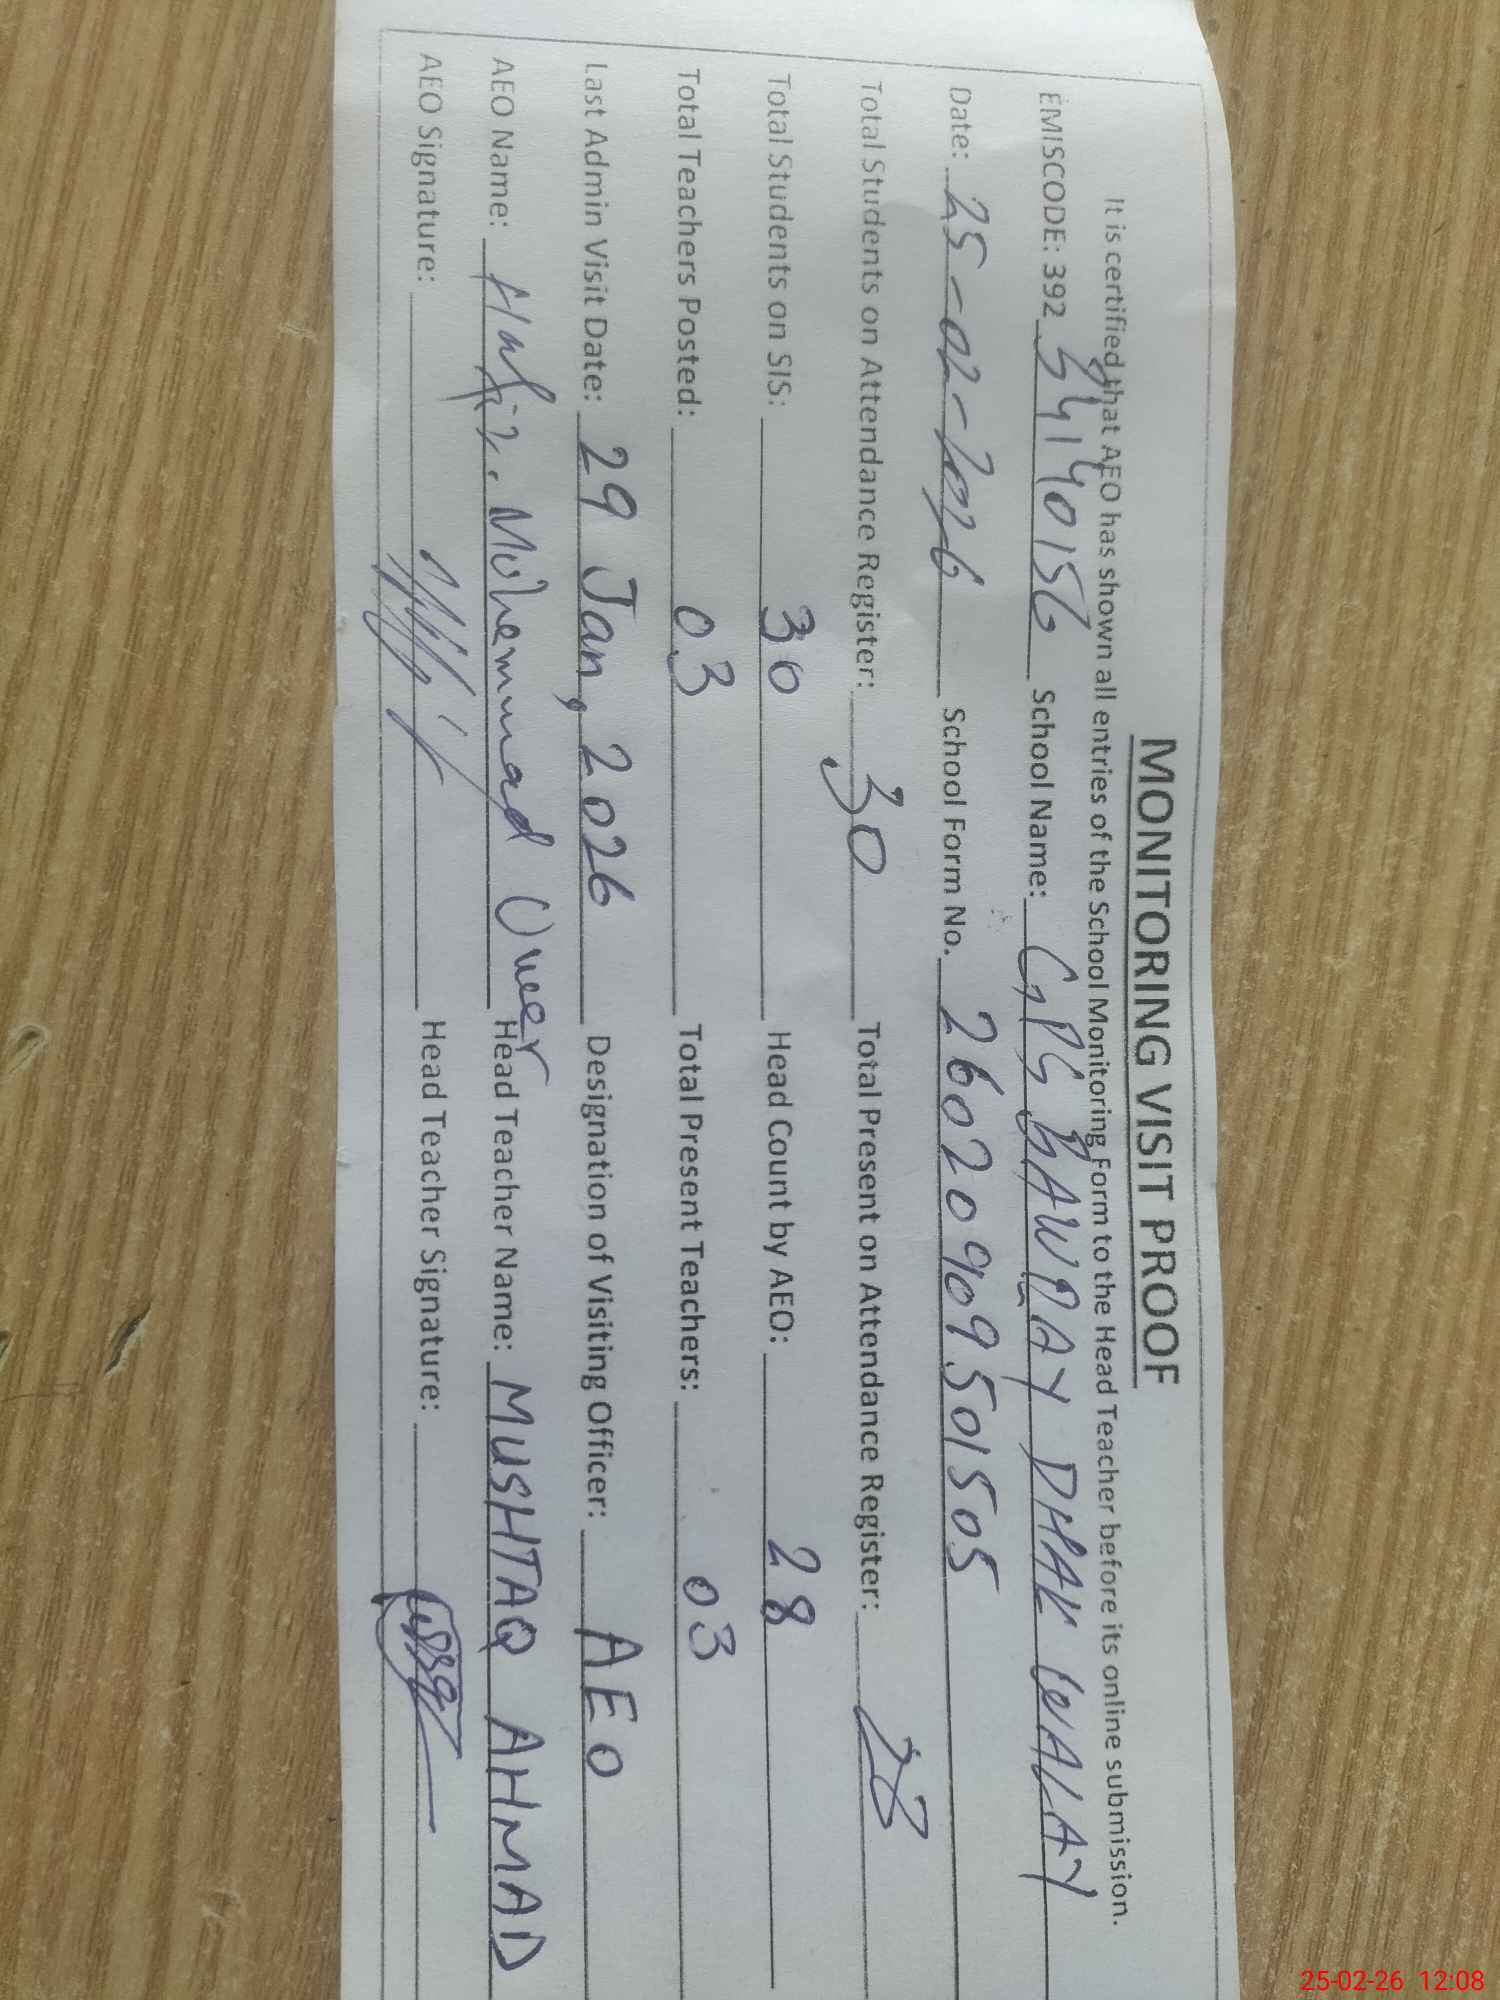 MONITORING VISIT PROOF
It is certified that AEO has shown all entries of the School Monitoring Form to the Head Teacher before its online submission.
EMISCODE: 392 School Name: GPS DHAK WALAY
Date: 25-02-2026 School Form No. 26020909501505
Total Students on Attendance Register: 30 Total Present on Attendance Register: 28
Total Students on SIS: 30 Head Count by AEO: 28
Total Teachers Posted: 03 Total Present Teachers: 03
Last Admin Visit Date: 29 Jan, 2026 Designation of Visiting Officer: AEO
AEO Name: Hafiz. Mohammad Umer Head Teacher Name: MUSHTAQ AHMAD
AEO Signature: Head Teacher Signature:
25-02-26 12:08